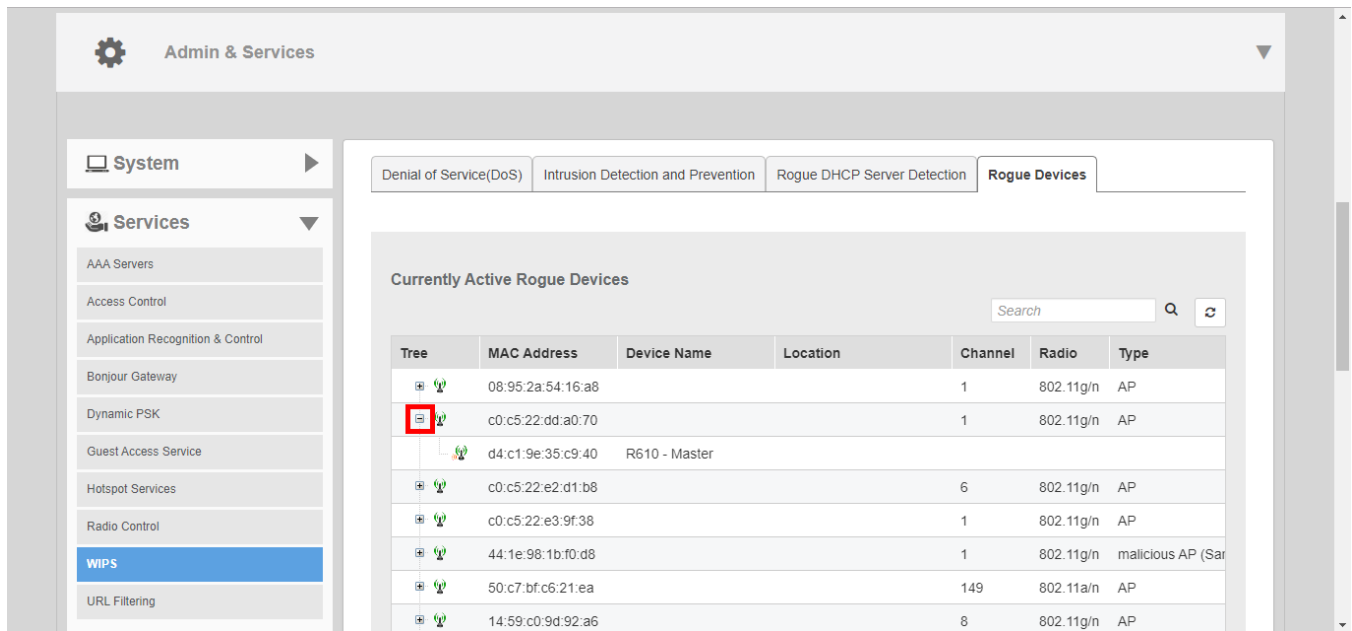 Admin & Services
System
Services
AAA Servers
Access Control
Application Recognition & Control
Bonjour Gateway
Dynamic PSK
Guest Access Service
Hotspot Services
Radio Control
WIPS
URL Filtering
Denial of Service(DoS) Intrusion Detection and Prevention Rogue DHCP Server Detection Rogue Devices
Currently Active Rogue Devices
Search
Tree MAC Address Device Name Location Channel Radio Type
08:95:2a:54:16:a8 1 802.11g/n AP
c0:c5:22:dd:a0:70 1 802.11g/n AP
d4:c1:9e:35:c9:40 R610 - Master
c0:c5:22:e2:d1:b8 6 802.11g/n AP
c0:c5:22:e3:9f:38 1 802.11g/n AP
44:1e:98:1b:f0:d8 1 802.11g/n malicious AP (Sar
50:c7:bf:c6:21:ea 149 802.11a/n AP
14:59:c0:9d:92:a6 8 802.11g/n AP